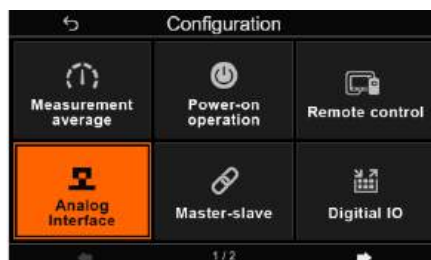 Configuration
Measurement
average
Power-on
operation
Remote control
Analog
Interface
Master-slave
Digitial IO
1/2